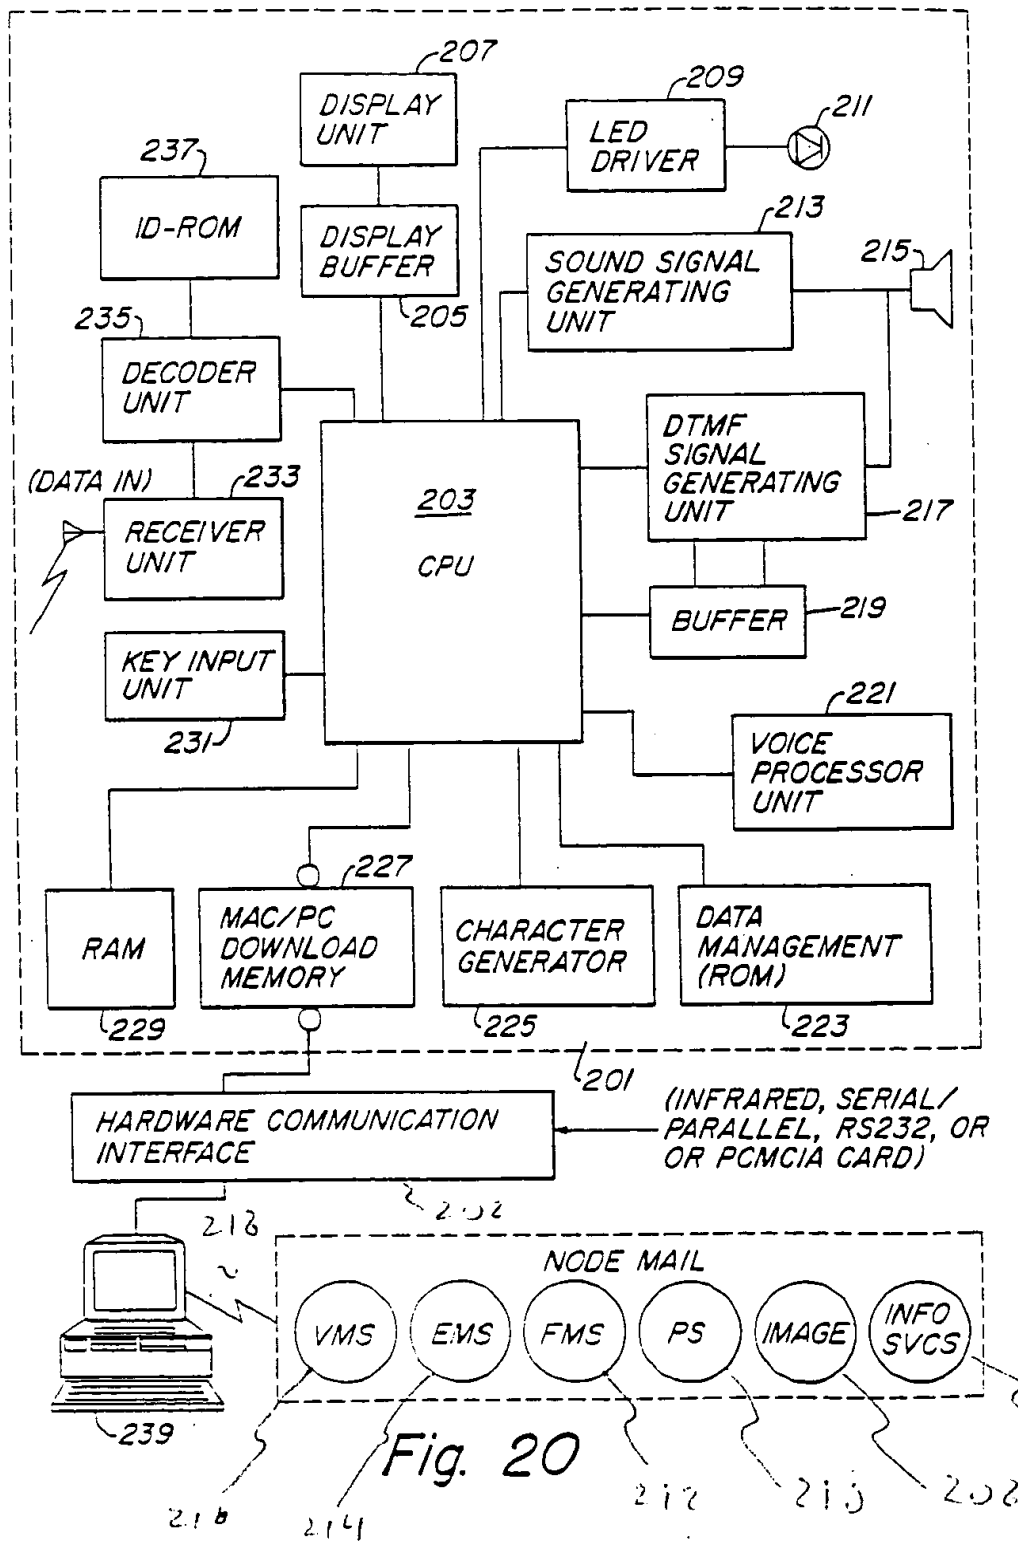 207
DISPLAY
UNIT
209
LED
DRIVER
211
237
ID-ROM
DISPLAY
BUFFER
205
213
SOUND SIGNAL
GENERATING
UNIT
215
235
DECODER
UNIT
DTMF
SIGNAL
GENERATING
UNIT
217
(DATA IN)
233
RECEIVER
UNIT
203
CPU
BUFFER
219
KEY INPUT
UNIT
231
221
VOICE
PROCESSOR
UNIT
RAM
229
227
MAC/PC
DOWNLOAD
MEMORY
CHARACTER
GENERATOR
225
DATA
MANAGEMENT
(ROM)
223
201
HARDWARE COMMUNICATION
INTERFACE
(INFRARED, SERIAL/
PARALLEL, RS232, OR
OR PCMCIA CARD)
NODE MAIL
VMS
EMS
FMS
PS
IMAGE
INFO
SVCS
239
Fig. 20
214
212